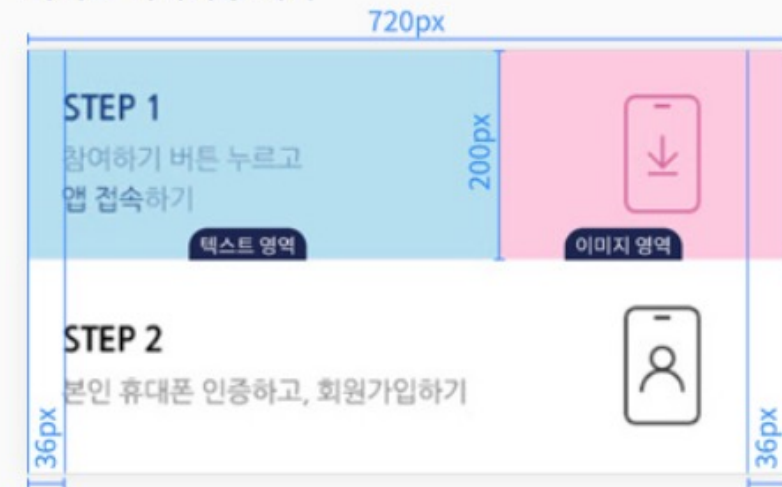 720px
STEP 1
참여하기 버튼 누르고
앱 접속하기
200px
텍스트 영역
이미지 영역
STEP 2
본인 휴대폰 인증하고, 회원가입하기
36px
36px